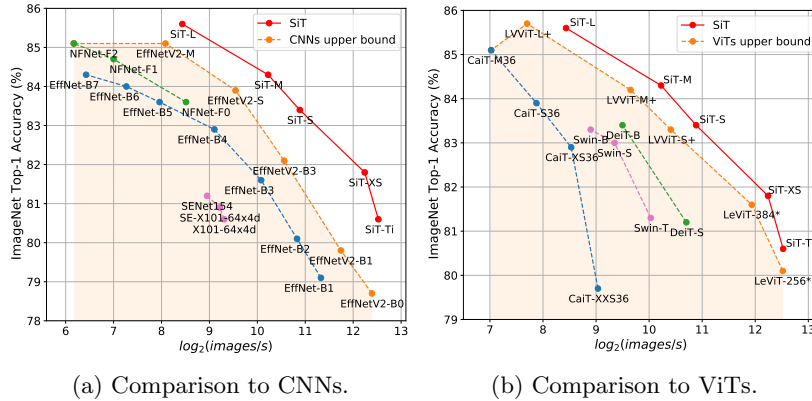 86
85
84
83
82
81
80
79
78
6
7
8
9
10
11
12
13
ImageNet Top-1 Accuracy (%)
log2(images/s)
SiT
CNNs upper bound
SiT-L
NFNet-F2
EffNetV2-M
NFNet-F1
SiT-M
EffNet-B7
EffNet-B6
EffNetV2-S
EffNet-B5
NFNet-F0
SiT-S
EffNet-B4
EffNetV2-B3
SiT-XS
EffNet-B3
SENet154
SE-X101-64x4d
X101-64x4d
SiT-Ti
EffNet-B2
EffNetV2-B1
EffNet-B1
EffNetV2-B0
(a) Comparison to CNNs.
86
85
84
83
82
81
80
79
7
8
9
10
11
12
13
ImageNet Top-1 Accuracy (%)
log2(images/s)
SiT
ViTs upper bound
SiT-L
LVViT-L+
CaiT-M36
SiT-M
LVViT-M+
CaiT-S36
SiT-S
Swin-B
DeiT-B
LVViT-S+
CaiT-XS36
Swin-S
SiT-XS
LeViT-384*
Swin-T
DeiT-S
SiT-T
LeViT-256*
CaiT-XXS36
(b) Comparison to ViTs.